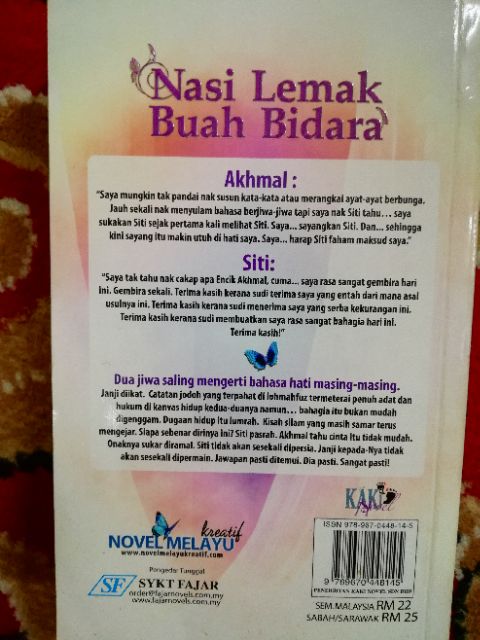 Nasi Lemak
Buah Bidara
Akhmal :
"Saya mungkin tak pandai nak susun kata-kata atau merangkai ayat-ayat berbunga.
Jauh sekali nak menyulam bahasa berjiwa-jiwa tapi saya nak Siti tahu... saya
sukakan Siti sejak pertama kali melihat Siti. Saya... sayangkan Siti. Dan... sehingga
kini sayang itu makin utuh di hati saya. Saya... harap Siti faham maksud saya."
Siti:
"Saya tak tahu nak cakap apa Encik Akhmal, cuma... saya rasa sangat gembira hari
ini. Gembira sekali. Terima kasih kerana sudi terima saya yang entah dari mana asal
usulnya ini. Terima kasih kerana sudi menerima saya yang serba kekurangan ini.
Terima kasih kerana sudi membuatkan saya rasa sangat bahagia hari ini.
Terima kasih!"
Dua jiwa saling mengerti bahasa hati masing-masing.
Janji diikat. Catatan jodoh yang terpahat di lohmahfuz termeterai penuh adat dan
hukum di kanvas hidup kedua-duanya namun... bahagia itu bukan mudah
digenggam. Dugaan hidup itu lumrah. Kisah silam yang masih samar terus
mengejar. Siapa sebenar dirinya ini? Siti pasrah. Akhmal tahu cinta itu tidak mudah.
Onaknya sukar diramal. Siti tidak akan sesekali dipersia. Janji kepada-Nya tidak
akan sesekali dipermain. Jawapan pasti ditemui. Dia pasti. Sangat pasti!
KAKI
novel
ISBN 978-967-0448-14-5
9 789670 448145
PENERBITAN KAKI NOVEL SDN BHD
SEM.MALAYSIA RM 22
SABAH/SARAWAK RM 25
kreatif
NOVEL MELAYU
www.novelmelayukreatif.com
Pengedar Tunggal
SF SYKT FAJAR
order@fajarnovels.com.my
www.fajarnovels.com.my